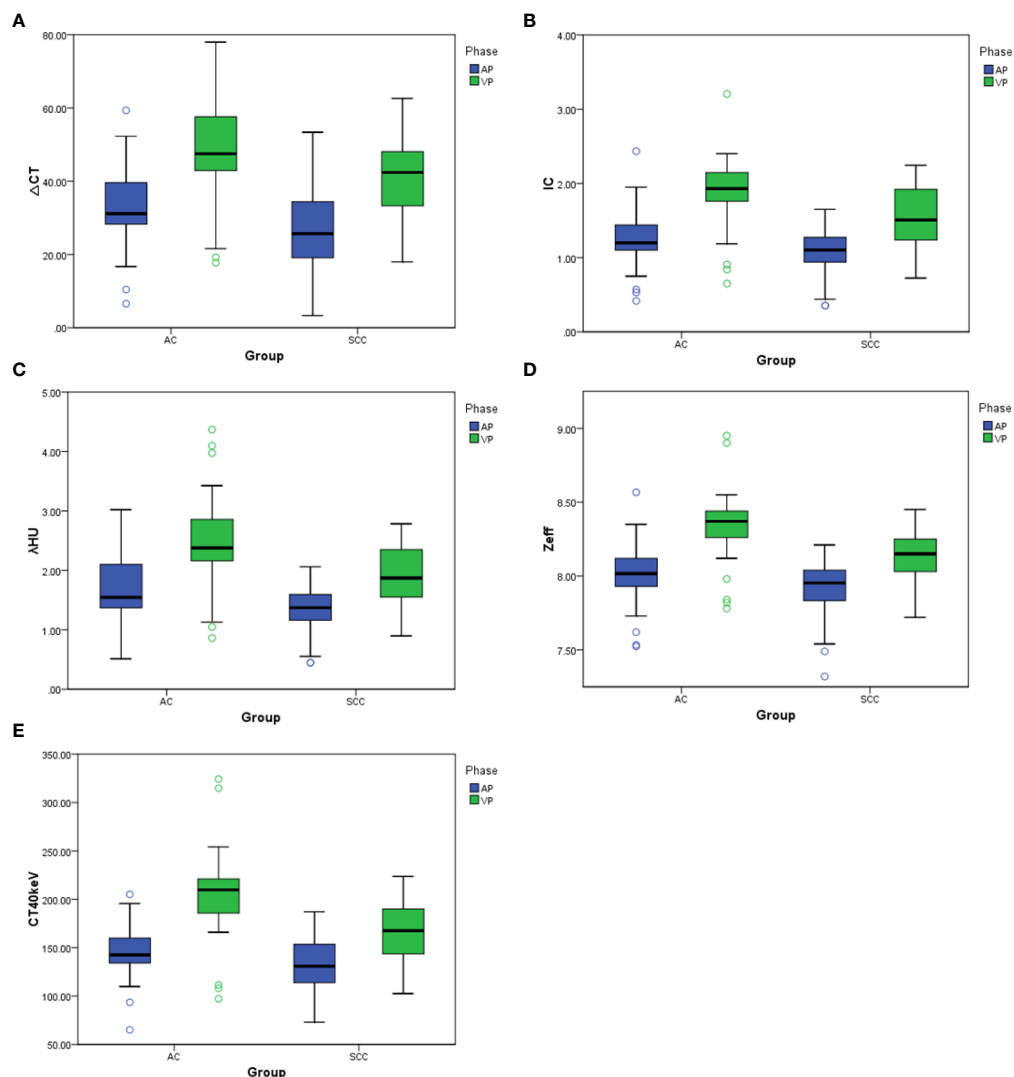 A
80.00
60.00
40.00
20.00
.00
△CT
AC
SCC
Group
Phase
AP
VP
B
4.00
3.00
2.00
1.00
.00
IC
AC
SCC
Group
Phase
AP
VP
C
5.00
4.00
3.00
2.00
1.00
.00
λHU
AC
SCC
Group
Phase
AP
VP
D
9.00
8.50
8.00
7.50
Zeff
AC
SCC
Group
Phase
AP
VP
E
350.00
300.00
250.00
200.00
150.00
100.00
50.00
CT40keV
AC
SCC
Group
Phase
AP
VP